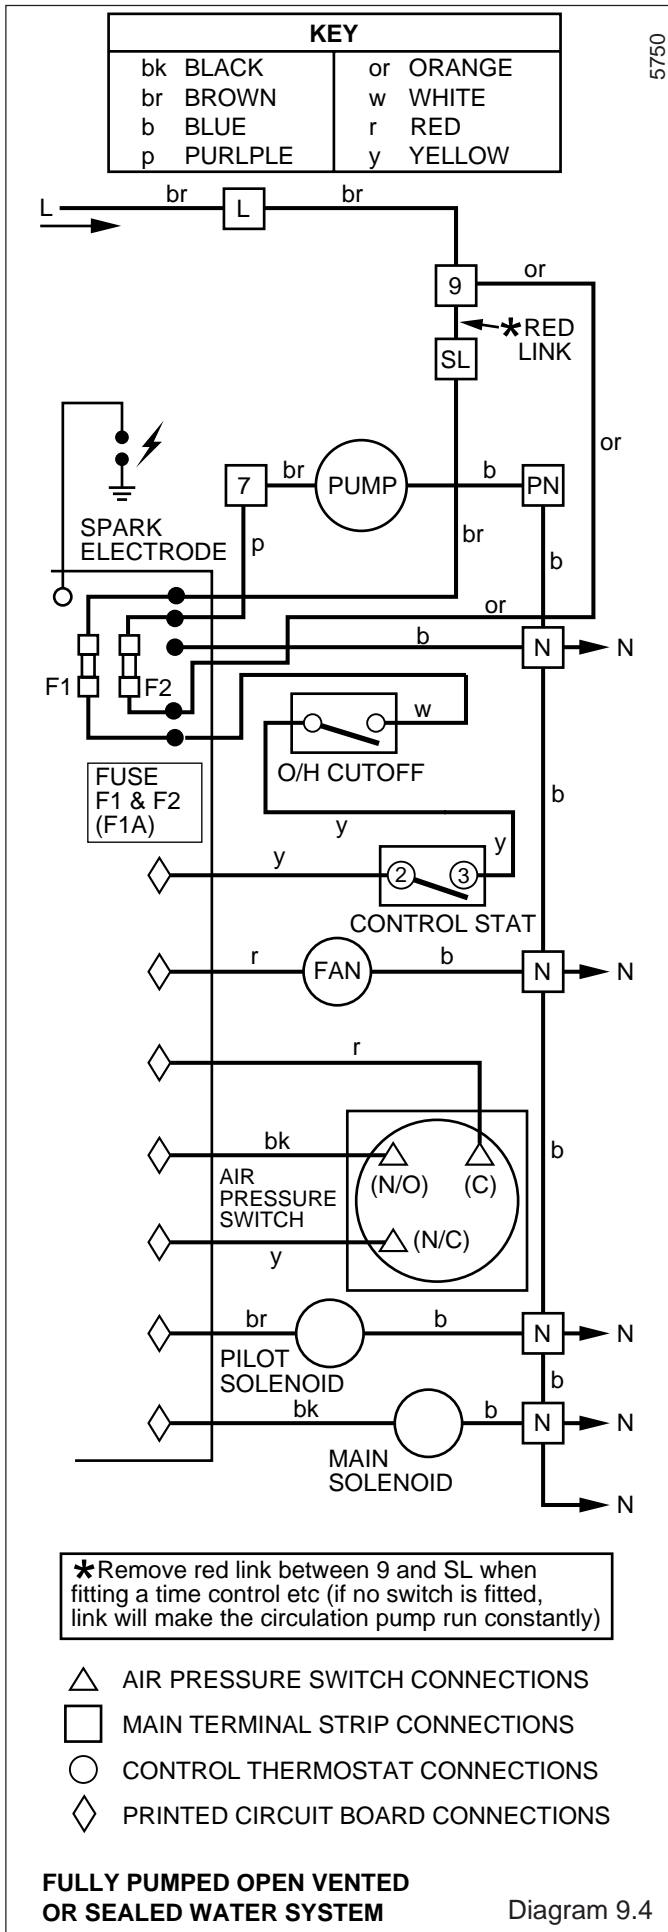 5750
KEY
bk BLACK or ORANGE
br BROWN w WHITE
b BLUE r RED
p PURLPLE y YELLOW
L br L br
9 or
*RED
LINK
SL
or
7 br PUMP b PN
SPARK
ELECTRODE
p br b
or
b N N
F1 F2
w
O/H CUTOFF
FUSE
F1 & F2
(F1A)
b
y y
y 2 3
CONTROL STAT
r FAN b N N
r
bk
(N/O) (C)
b
AIR
PRESSURE
SWITCH
(N/C)
y
br b N N
PILOT
SOLENOID
b
bk b N N
MAIN
SOLENOID
N
*Remove red link between 9 and SL when
fitting a time control etc (if no switch is fitted,
link will make the circulation pump run constantly)
AIR PRESSURE SWITCH CONNECTIONS
MAIN TERMINAL STRIP CONNECTIONS
CONTROL THERMOSTAT CONNECTIONS
PRINTED CIRCUIT BOARD CONNECTIONS
FULLY PUMPED OPEN VENTED
OR SEALED WATER SYSTEM
Diagram 9.4